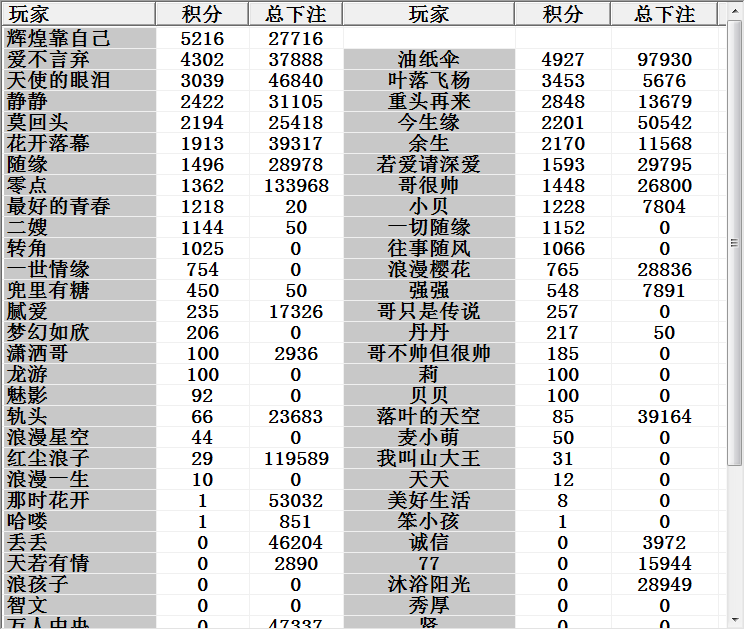 玩家 积分 总下注 玩家 积分 总下注
辉煌靠自己 5216 27716
爱不言弃 4302 37888 油纸伞 4927 97930
天使的眼泪 3039 46840 叶落飞杨 3453 5676
静静 2422 31105 重头再来 2848 13679
莫回头 2194 25418 今生缘 2201 50542
花开落幕 1913 39317 余生 2170 11568
随缘 1496 28978 若爱请深爱 1593 29795
零点 1362 133968 哥很帅 1448 26800
最好的青春 1218 20 小贝 1228 7804
二嫂 1144 50 一切随缘 1152 0
转角 1025 0 往事随风 1066 0
一世情缘 754 0 浪漫樱花 765 28836
兜里有糖 450 50 强强 548 7891
腻爱 235 17326 哥只是传说 257 0
梦幻如欣 206 0 丹丹 217 50
潇洒哥 100 2936 哥不帅但很帅 185 0
龙游 100 0 莉 100 0
魅影 92 0 贝贝 100 0
轨头 66 23683 落叶的天空 85 39164
浪漫星空 44 0 麦小萌 50 0
红尘浪子 29 119589 我叫山大王 31 0
浪漫一生 10 0 天天 12 0
那时花开 1 53032 美好生活 8 0
哈喽 1 851 笨小孩 1 0
丢丢 0 46204 诚信 0 3972
天若有情 0 2890 77 0 15944
浪孩子 0 0 沐浴阳光 0 28949
智文 0 0 秀厚 0 0
万人中央 0 47337 贤 0 0